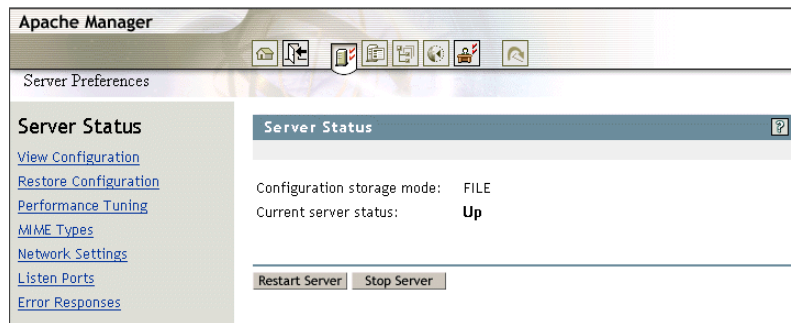 Apache Manager
Server Preferences
Server Status
View Configuration
Restore Configuration
Performance Tuning
MIME Types
Network Settings
Listen Ports
Error Responses
Server Status
?
Configuration storage mode: FILE
Current server status: Up
Restart Server Stop Server